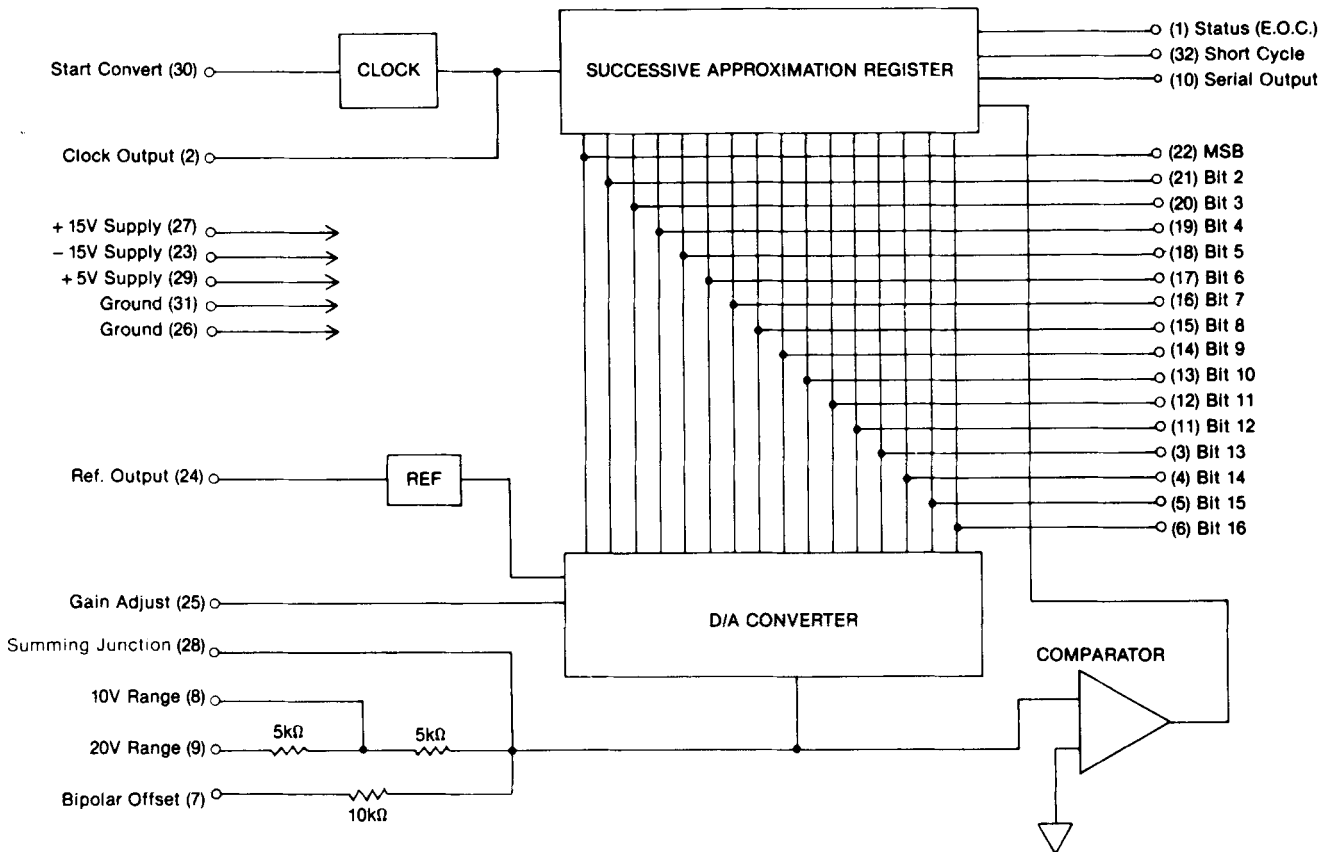 Start Convert (30)
CLOCK
SUCCESSIVE APPROXIMATION REGISTER
(1) Status (E.O.C.)
(32) Short Cycle
(10) Serial Output
Clock Output (2)
(22) MSB
(21) Bit 2
(20) Bit 3
(19) Bit 4
(18) Bit 5
(17) Bit 6
(16) Bit 7
(15) Bit 8
(14) Bit 9
(13) Bit 10
(12) Bit 11
(11) Bit 12
(3) Bit 13
(4) Bit 14
(5) Bit 15
(6) Bit 16
+ 15V Supply (27)
− 15V Supply (23)
+ 5V Supply (29)
Ground (31)
Ground (26)
Ref. Output (24)
REF
Gain Adjust (25)
D/A CONVERTER
Summing Junction (28)
COMPARATOR
10V Range (8)
5kΩ
5kΩ
20V Range (9)
Bipolar Offset (7)
10kΩ